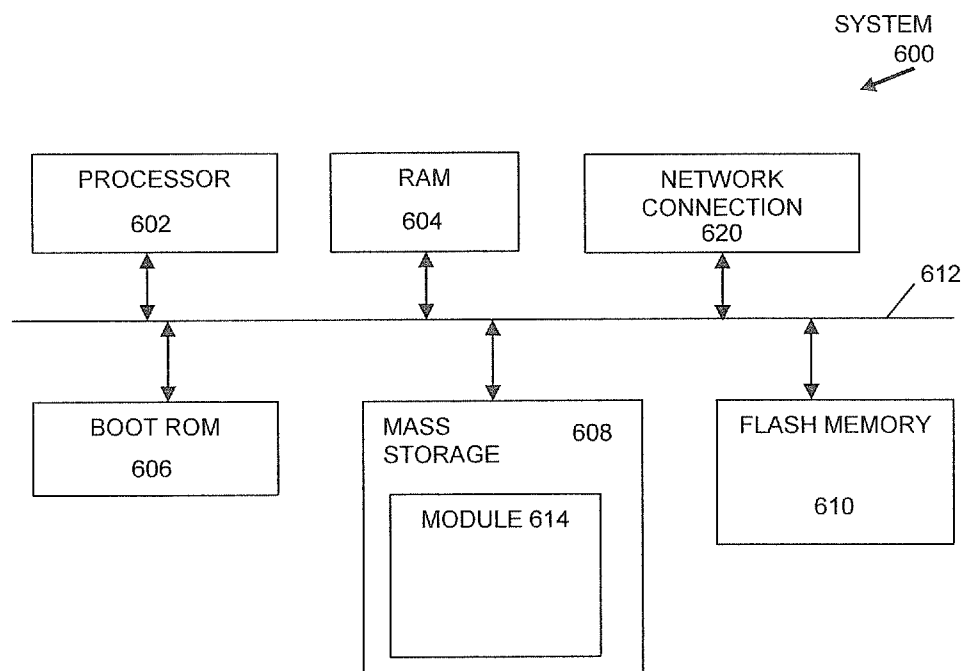 SYSTEM
600
PROCESSOR
602
RAM
604
NETWORK
CONNECTION
620
612
BOOT ROM
606
MASS
STORAGE
608
MODULE 614
FLASH MEMORY
610